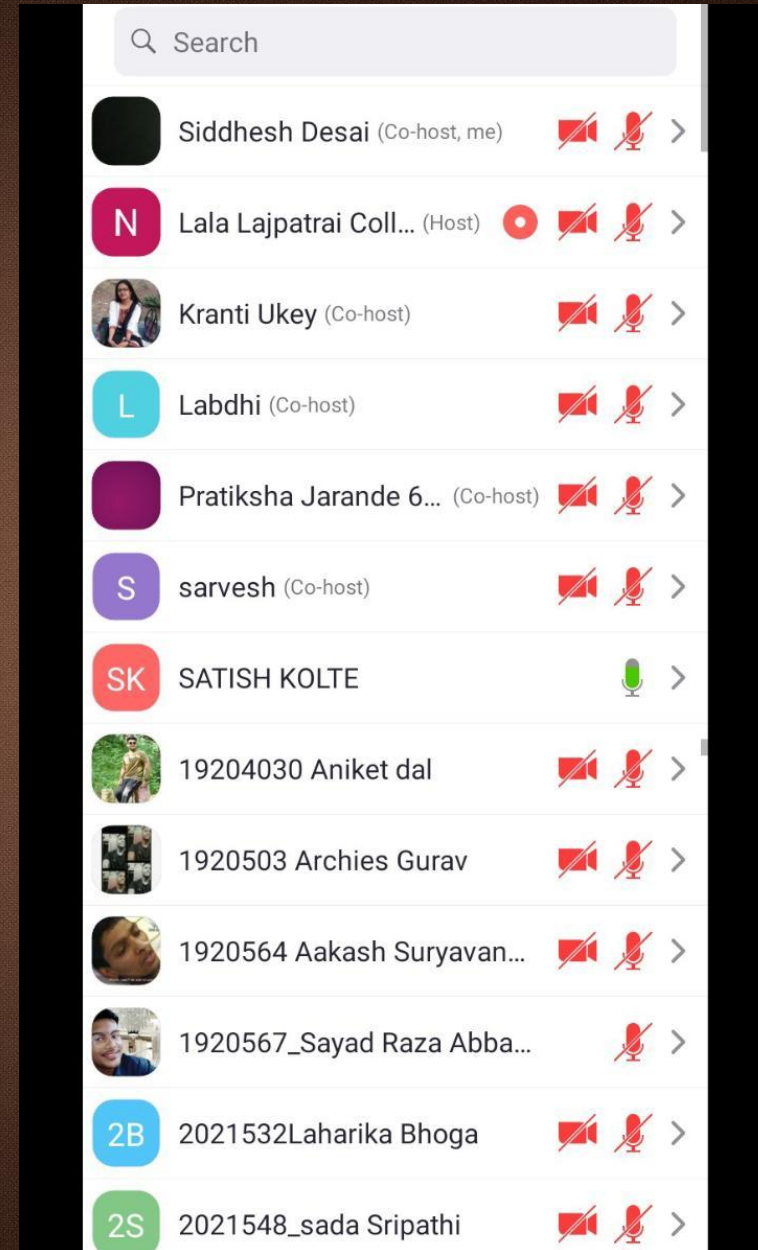 Search
Siddhesh Desai (Co-host, me)
N Lala Lajpatrai Coll... (Host)
Kranti Ukey (Co-host)
L Labdhi (Co-host)
Pratiksha Jarande 6... (Co-host)
S sarvesh (Co-host)
SK SATISH KOLTE
19204030 Aniket dal
1920503 Archies Gurav
1920564 Aakash Suryavan...
1920567_Sayad Raza Abba...
2B 2021532Laharika Bhoga
2S 2021548_sada Sripathi